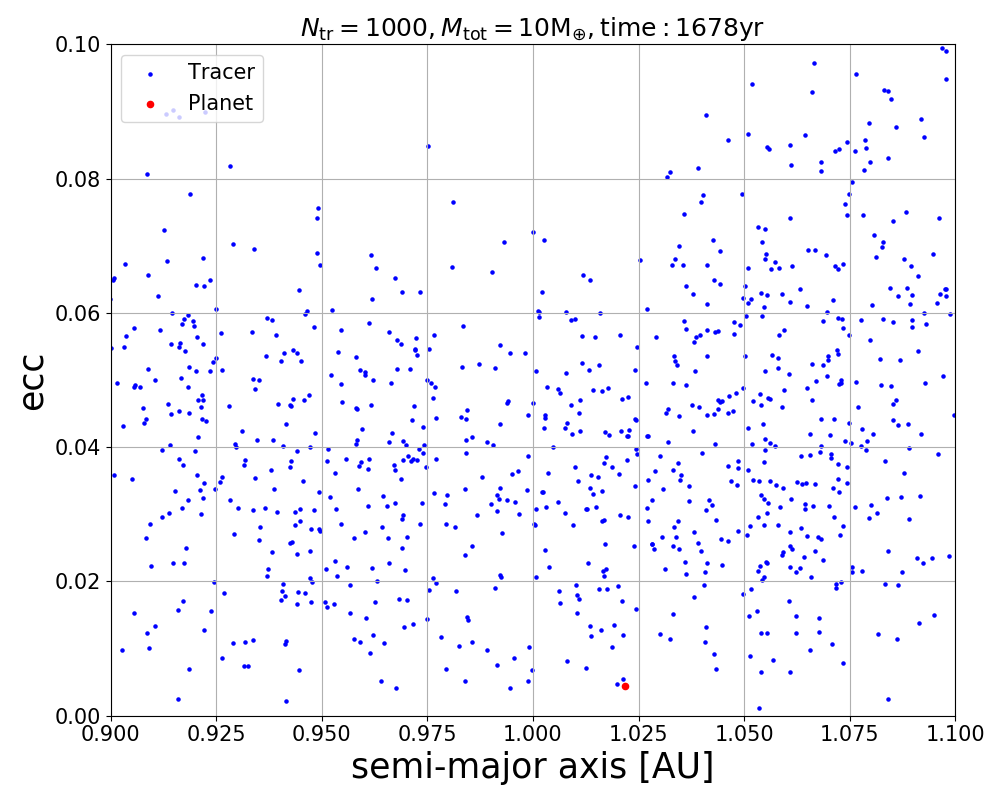 N_tr = 1000, M_tot = 10M_⊕, time : 1678yr
Tracer
Planet
ecc
0.10
0.08
0.06
0.04
0.02
0.00
0.900 0.925 0.950 0.975 1.000 1.025 1.050 1.075 1.100
semi-major axis [AU]